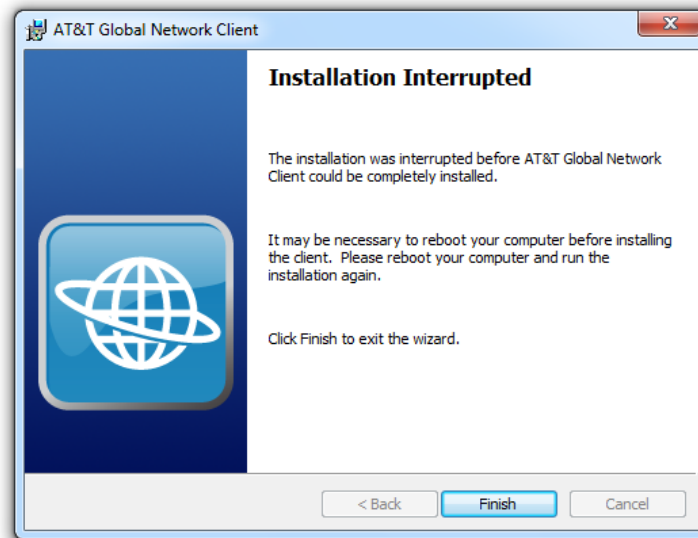 AT&T Global Network Client
Installation Interrupted
The installation was interrupted before AT&T Global Network
Client could be completely installed.
It may be necessary to reboot your computer before installing
the client.  Please reboot your computer and run the
installation again.
Click Finish to exit the wizard.
< Back Finish Cancel